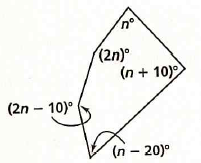 n°
(2n)°
(n + 10)°
(2n − 10)°
(n − 20)°